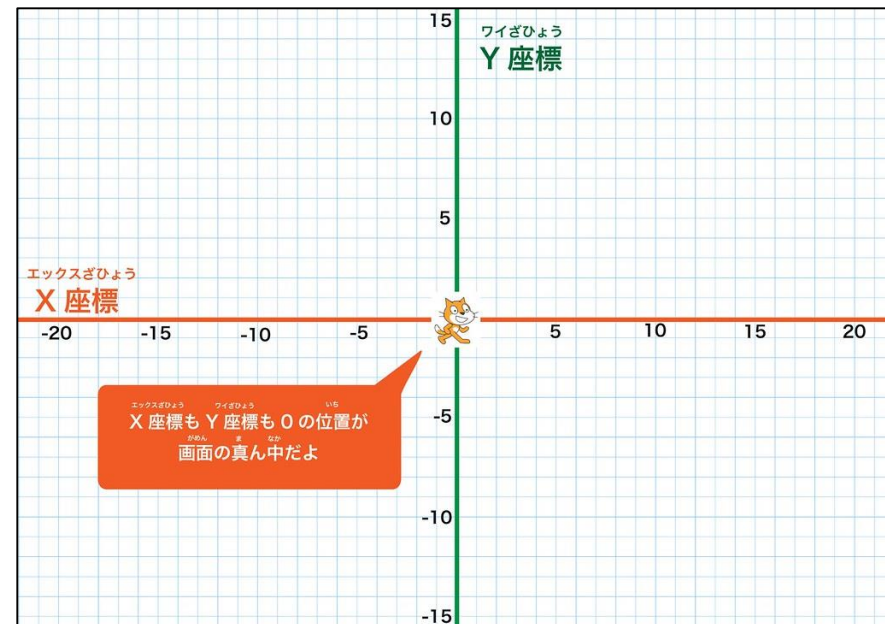 15
ワイざひょう
Y 座標
10
5
エックスざひょう
X 座標
-20 -15 -10 -5 5 10 15 20
エックスざひょう ワイざひょう いち
X 座標も Y 座標も 0 の位置が
がめん ま なか
画面の真ん中だよ
-5
-10
-15